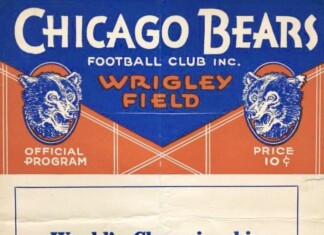 CHICAGO BEARS
FOOTBALL CLUB INC.
WRIGLEY
FIELD
OFFICIAL
PROGRAM
PRICE
10¢